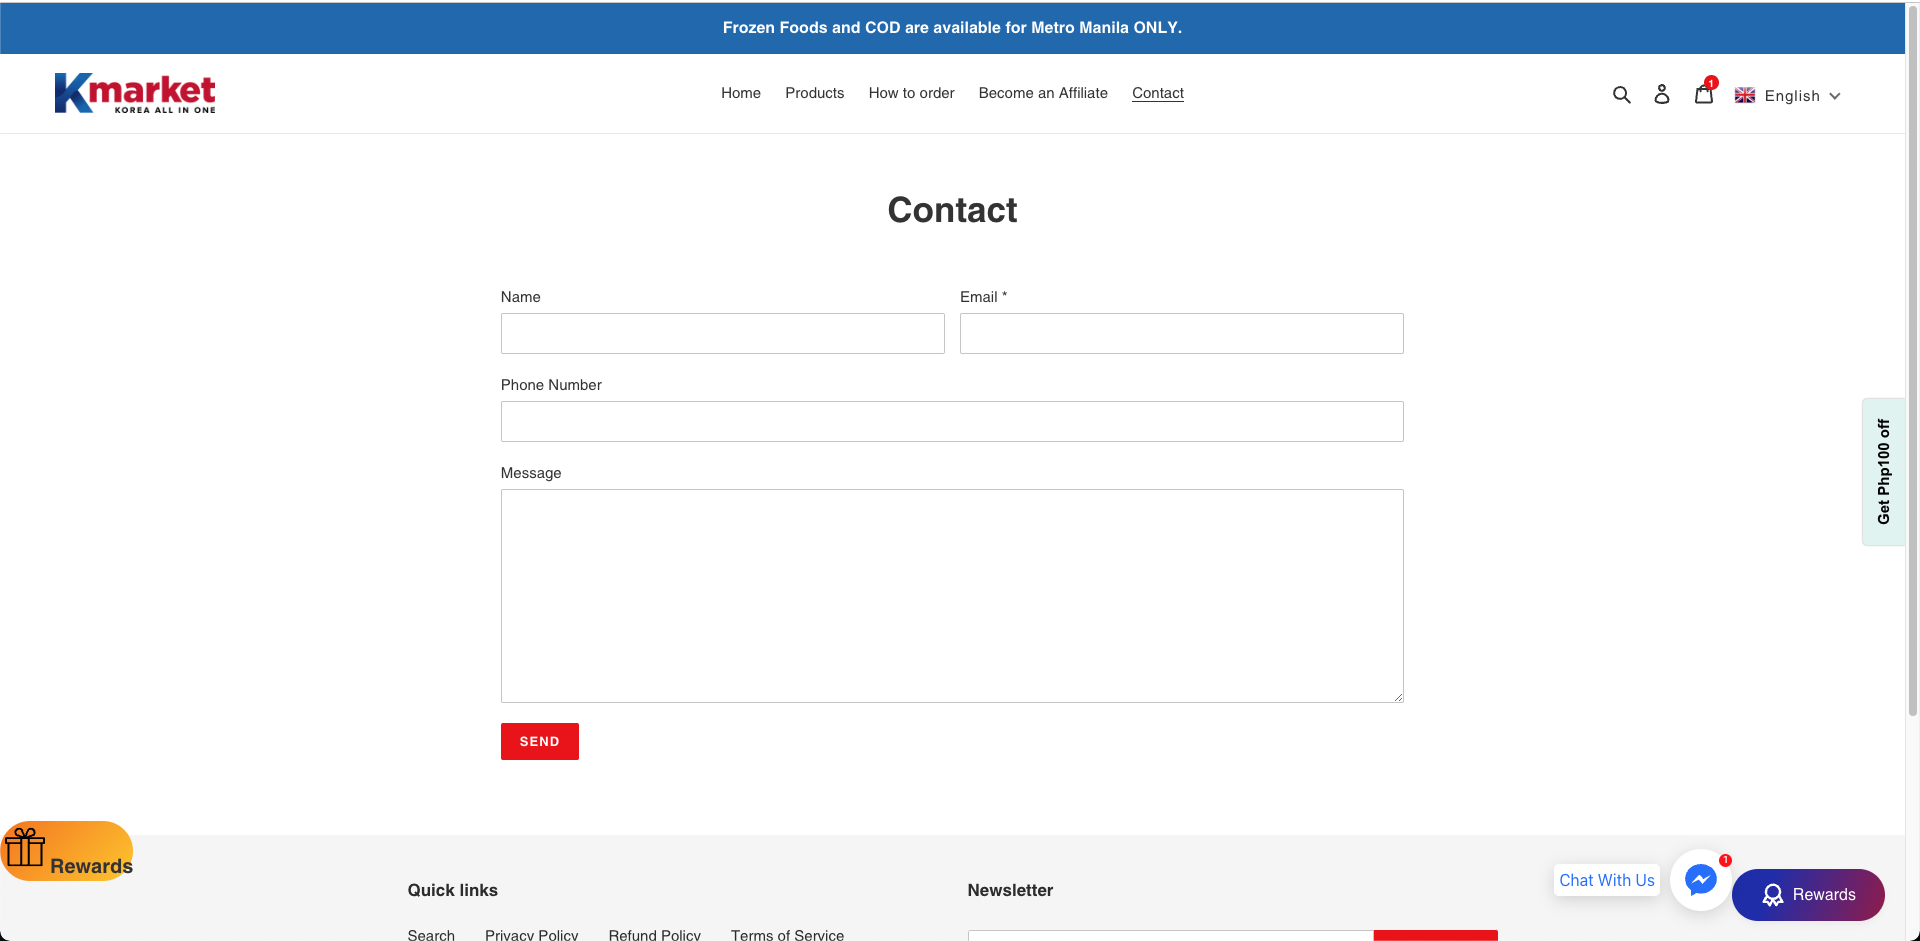 Frozen Foods and COD are available for Metro Manila ONLY.
Kmarket
KOREA ALL IN ONE
Home Products How to order Become an Affiliate Contact
1
English
Contact
Name
Email *
Phone Number
Message
SEND
Get Php100 off
Rewards
Quick links
Newsletter
Chat With Us
1
Rewards
Search Privacy Policy Refund Policy Terms of Service